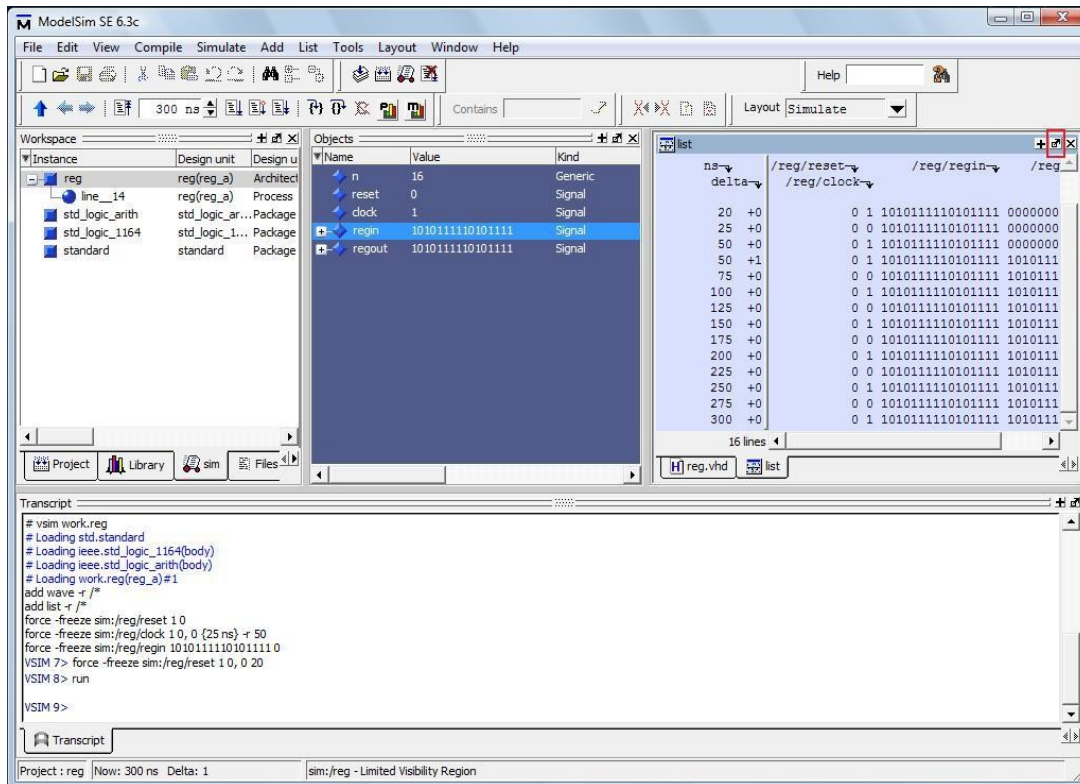 ModelSim SE 6.3c
File Edit View Compile Simulate Add List Tools Layout Window Help
Help
300 ns Contains Layout Simulate
Workspace
Instance Design unit Design u
reg reg(reg_a) Architect
line__14 reg(reg_a) Process
std_logic_arith std_logic_ar... Package
std_logic_1164 std_logic_1... Package
standard standard Package
Project Library sim Files
Objects
Name Value Kind
n 16 Generic
reset 0 Signal
clock 1 Signal
regin 1010111110101111 Signal
regout 1010111110101111 Signal
list
ns /reg/reset /reg/regin /reg
delta /reg/clock
20 +0 0 1 1010111110101111 0000000
25 +0 0 0 1010111110101111 0000000
50 +0 0 1 1010111110101111 0000000
50 +1 0 1 1010111110101111 1010111
75 +0 0 0 1010111110101111 1010111
100 +0 0 1 1010111110101111 1010111
125 +0 0 0 1010111110101111 1010111
150 +0 0 1 1010111110101111 1010111
175 +0 0 0 1010111110101111 1010111
200 +0 0 1 1010111110101111 1010111
225 +0 0 0 1010111110101111 1010111
250 +0 0 1 1010111110101111 1010111
275 +0 0 0 1010111110101111 1010111
300 +0 0 1 1010111110101111 1010111
16 lines
reg.vhd list
Transcript
# vsim work.reg
# Loading std.standard
# Loading ieee.std_logic_1164(body)
# Loading ieee.std_logic_arith(body)
# Loading work.reg(reg_a)#1
add wave -r /*
add list -r /*
force -freeze sim:/reg/reset 1 0
force -freeze sim:/reg/clock 1 0, 0 {25 ns} -r 50
force -freeze sim:/reg/regin 1010111110101111 0
VSIM 7> force -freeze sim:/reg/reset 1 0, 0 20
VSIM 8> run
VSIM 9>
Transcript
Project : reg Now: 300 ns Delta: 1 sim:/reg - Limited Visibility Region